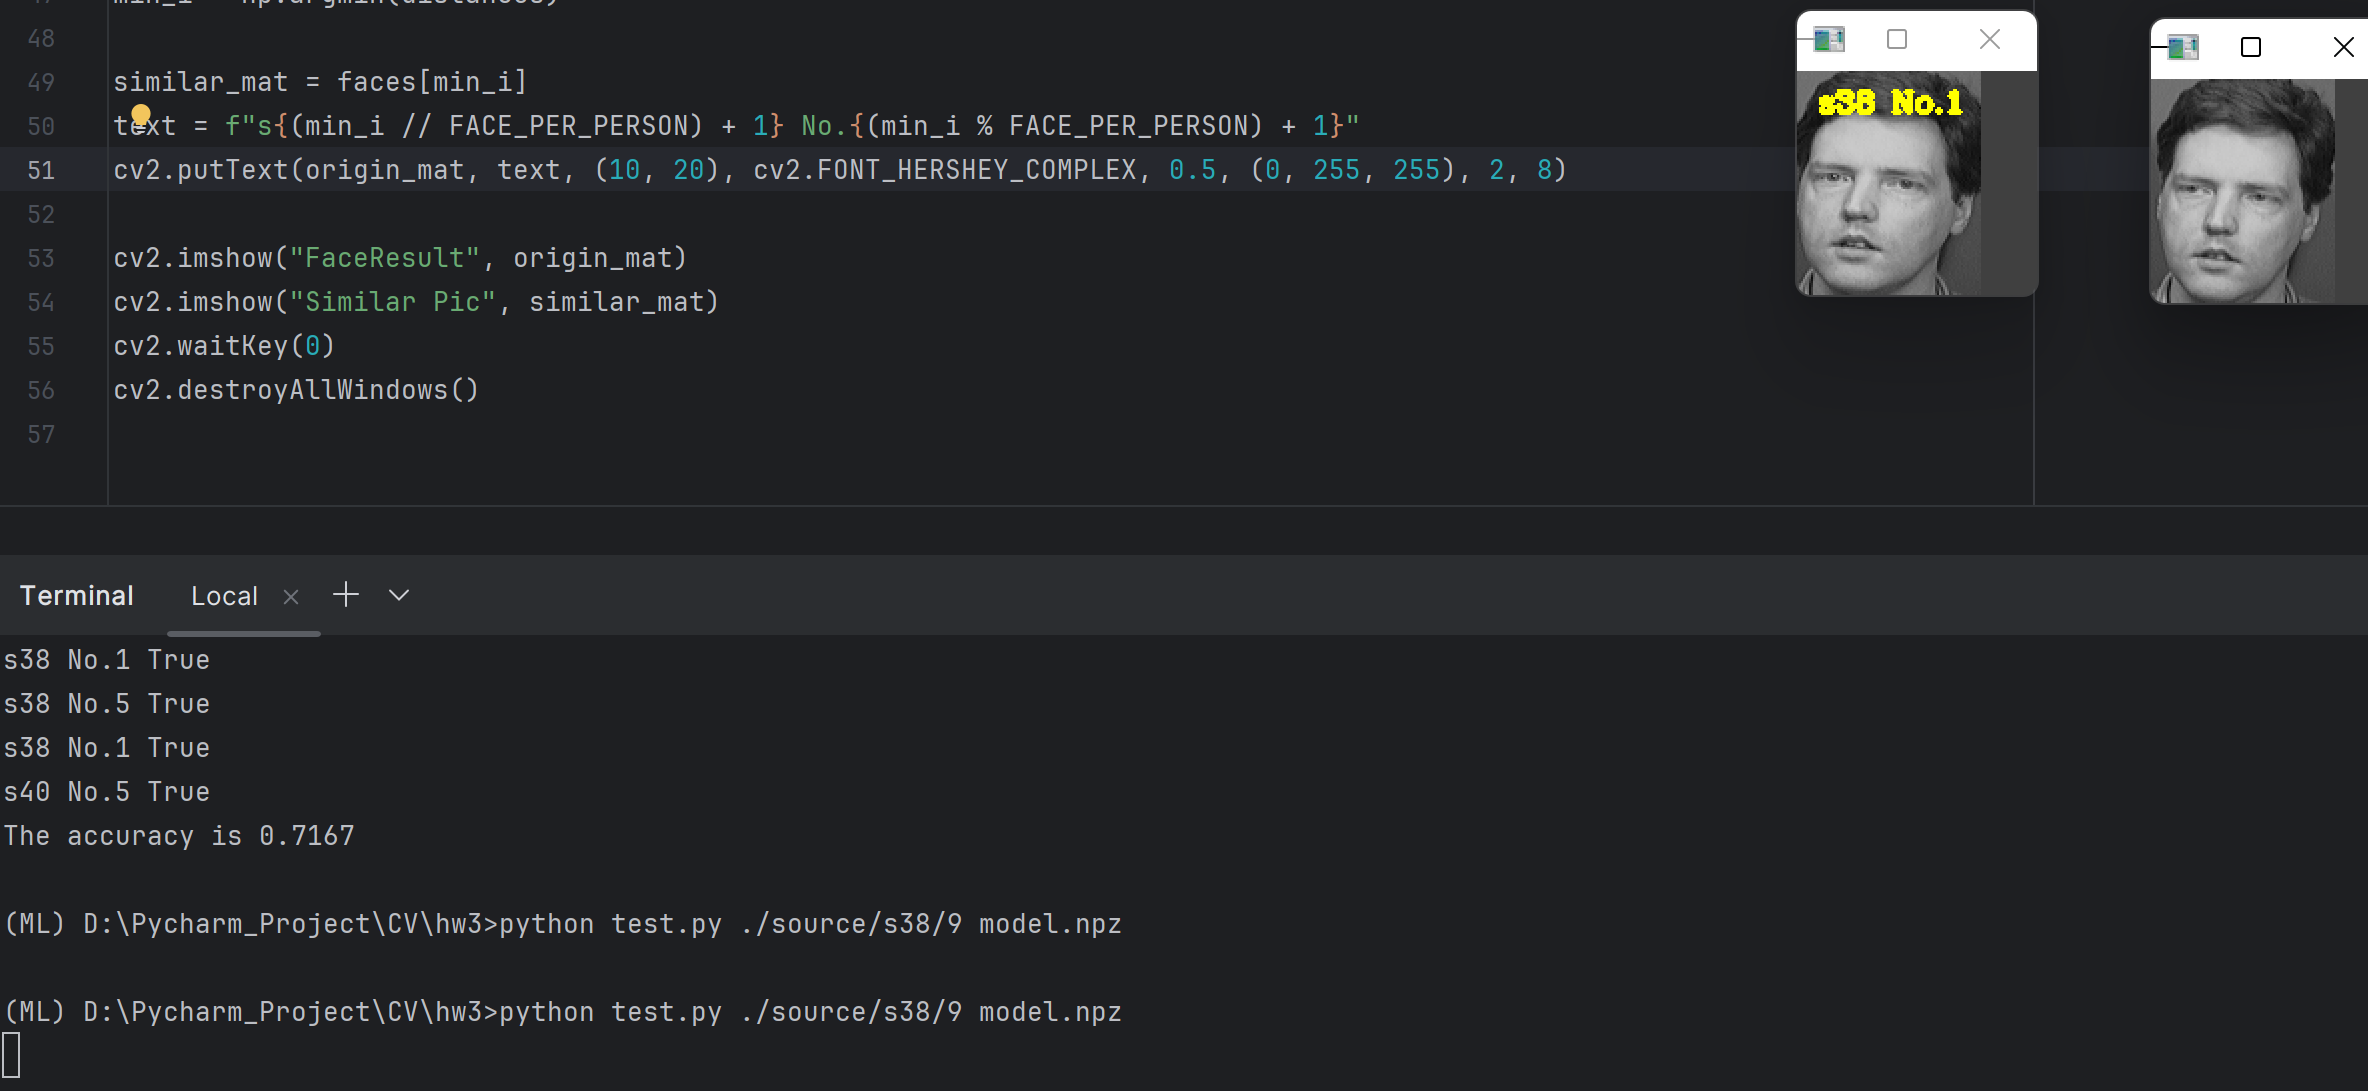 47 min_i = np.argmin(distances)
48
49 similar_mat = faces[min_i]
50 text = f"s{(min_i // FACE_PER_PERSON) + 1} No.{(min_i % FACE_PER_PERSON) + 1}"
51 cv2.putText(origin_mat, text, (10, 20), cv2.FONT_HERSHEY_COMPLEX, 0.5, (0, 255, 255), 2, 8)
52
53 cv2.imshow("FaceResult", origin_mat)
54 cv2.imshow("Similar Pic", similar_mat)
55 cv2.waitKey(0)
56 cv2.destroyAllWindows()
57
s38 No.1
Terminal Local
s38 No.1 True
s38 No.5 True
s38 No.1 True
s40 No.5 True
The accuracy is 0.7167
(ML) D:\Pycharm_Project\CV\hw3>python test.py ./source/s38/9 model.npz
(ML) D:\Pycharm_Project\CV\hw3>python test.py ./source/s38/9 model.npz